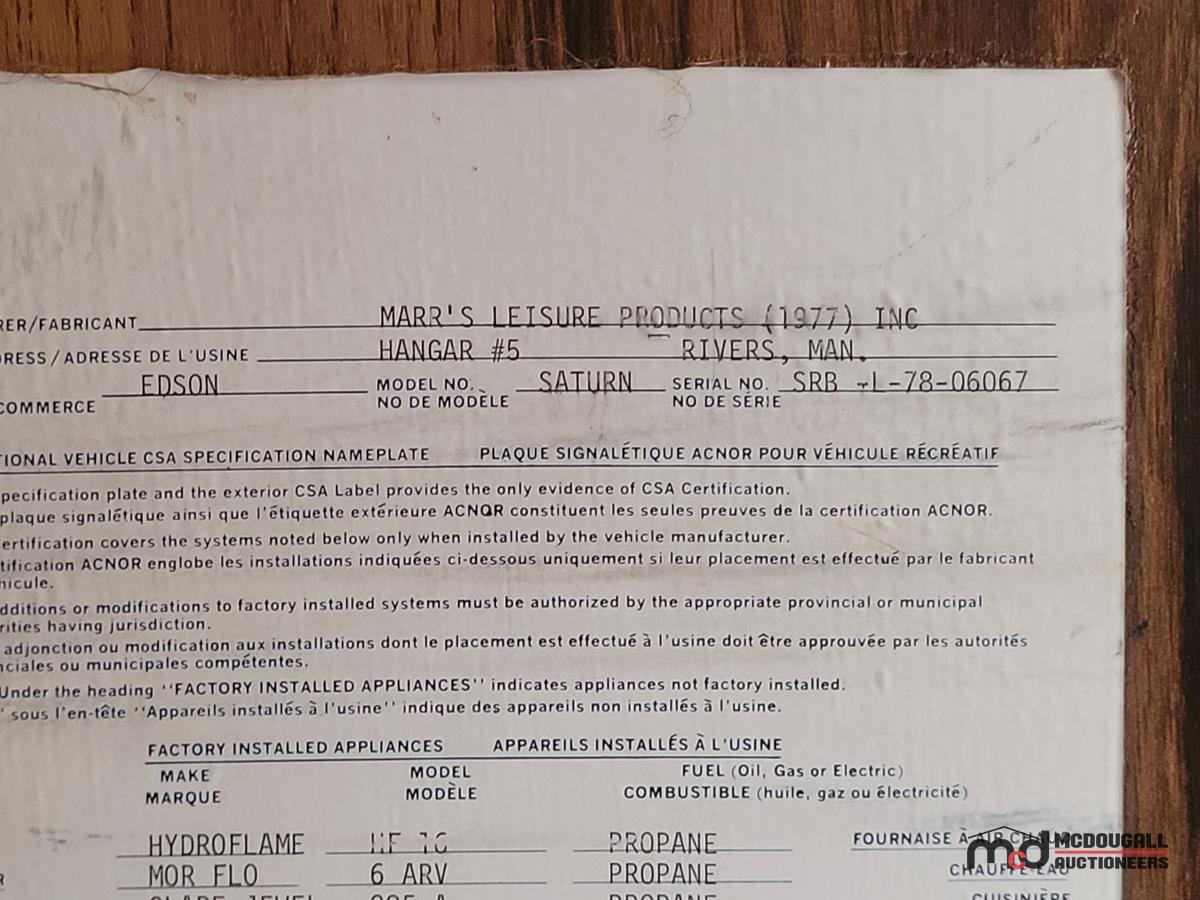 RER/FABRICANT MARR'S LEISURE PRODUCTS (1977) INC
DRESS / ADRESSE DE L'USINE HANGAR #5 RIVERS, MAN.
EDSON MODEL NO. SATURN SERIAL NO. SRB -L-78-06067
COMMERCE NO DE MODÈLE NO DE SÉRIE
TIONAL VEHICLE CSA SPECIFICATION NAMEPLATE PLAQUE SIGNALÉTIQUE ACNOR POUR VÉHICULE RÉCRÉATIF
pecification plate and the exterior CSA Label provides the only evidence of CSA Certification.
plaque signalétique ainsi que l'étiquette extérieure ACNOR constituent les seules preuves de la certification ACNOR.
ertification covers the systems noted below only when installed by the vehicle manufacturer.
tification ACNOR englobe les installations indiquées ci-dessous uniquement si leur placement est effectué par le fabricant
hicule.
dditions or modifications to factory installed systems must be authorized by the appropriate provincial or municipal
rities having jurisdiction.
adjonction ou modification aux installations dont le placement est effectué à l'usine doit être approuvée par les autorités
nciales ou municipales compétentes.
Under the heading ''FACTORY INSTALLED APPLIANCES'' indicates appliances not factory installed.
' sous l'en-tête ''Appareils installés à l'usine'' indique des appareils non installés à l'usine.
FACTORY INSTALLED APPLIANCES APPAREILS INSTALLÉS À L'USINE
MAKE MODEL FUEL (Oil, Gas or Electric)
MARQUE MODÈLE COMBUSTIBLE (huile, gaz ou électricité)
HYDROFLAME PROPANE FOURNAISE À AIR CHAUD
MOR FLO 6 ARV PROPANE CHAUFFE-EAU
PROPANE CUISINIÈRE
mcd MCDOUGALL
AUCTIONEERS